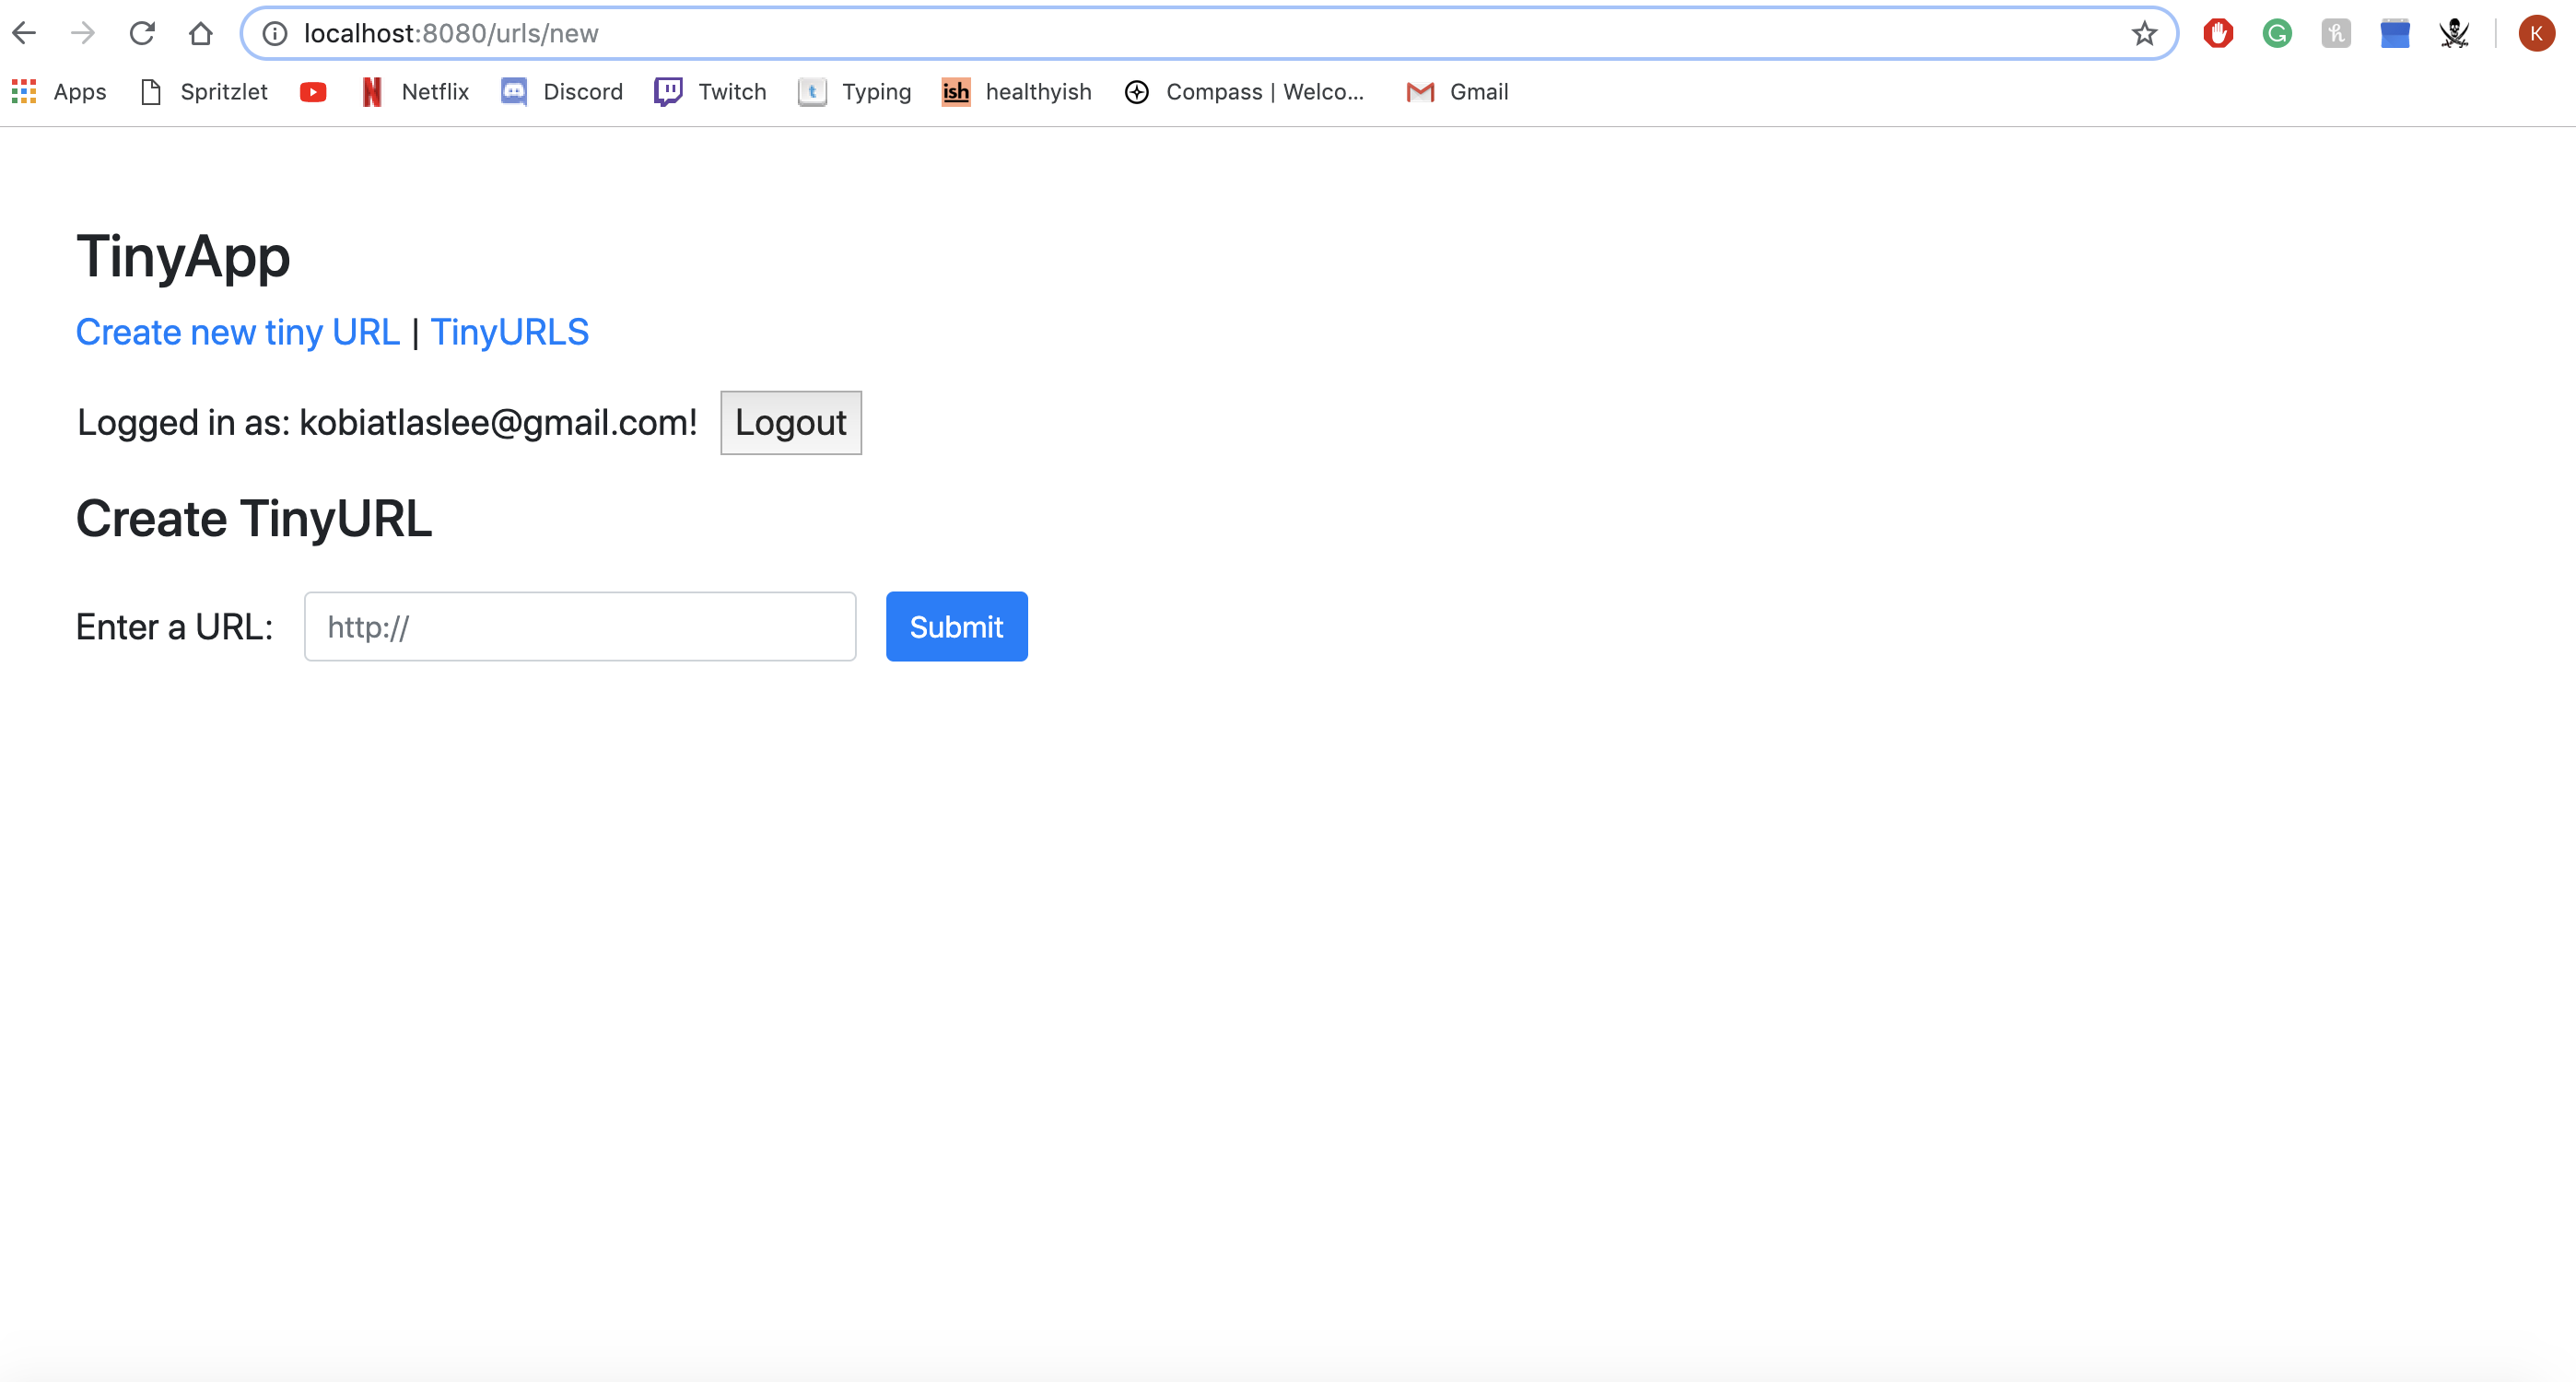 localhost:8080/urls/new
K
Apps Spritzlet Netflix Discord Twitch t Typing ish healthyish Compass | Welco... Gmail
TinyApp
Create new tiny URL | TinyURLS
Logged in as: kobiatlaslee@gmail.com! Logout
Create TinyURL
Enter a URL: http:// Submit